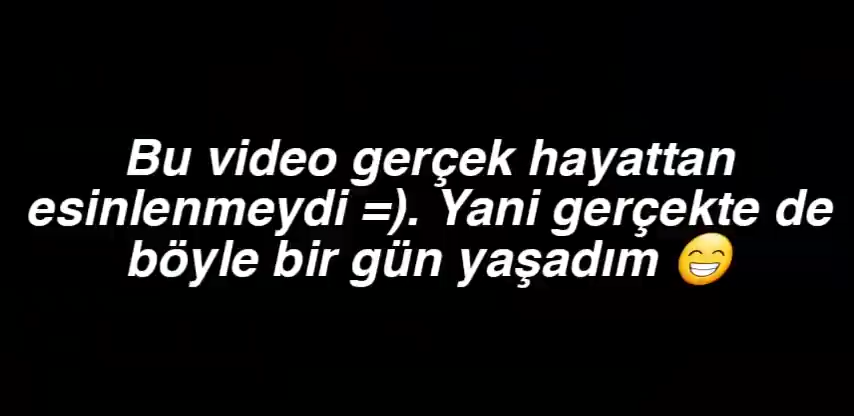 Bu video gerçek hayattan
esinlenmeydi =). Yani gerçekte de
böyle bir gün yaşadım 😁